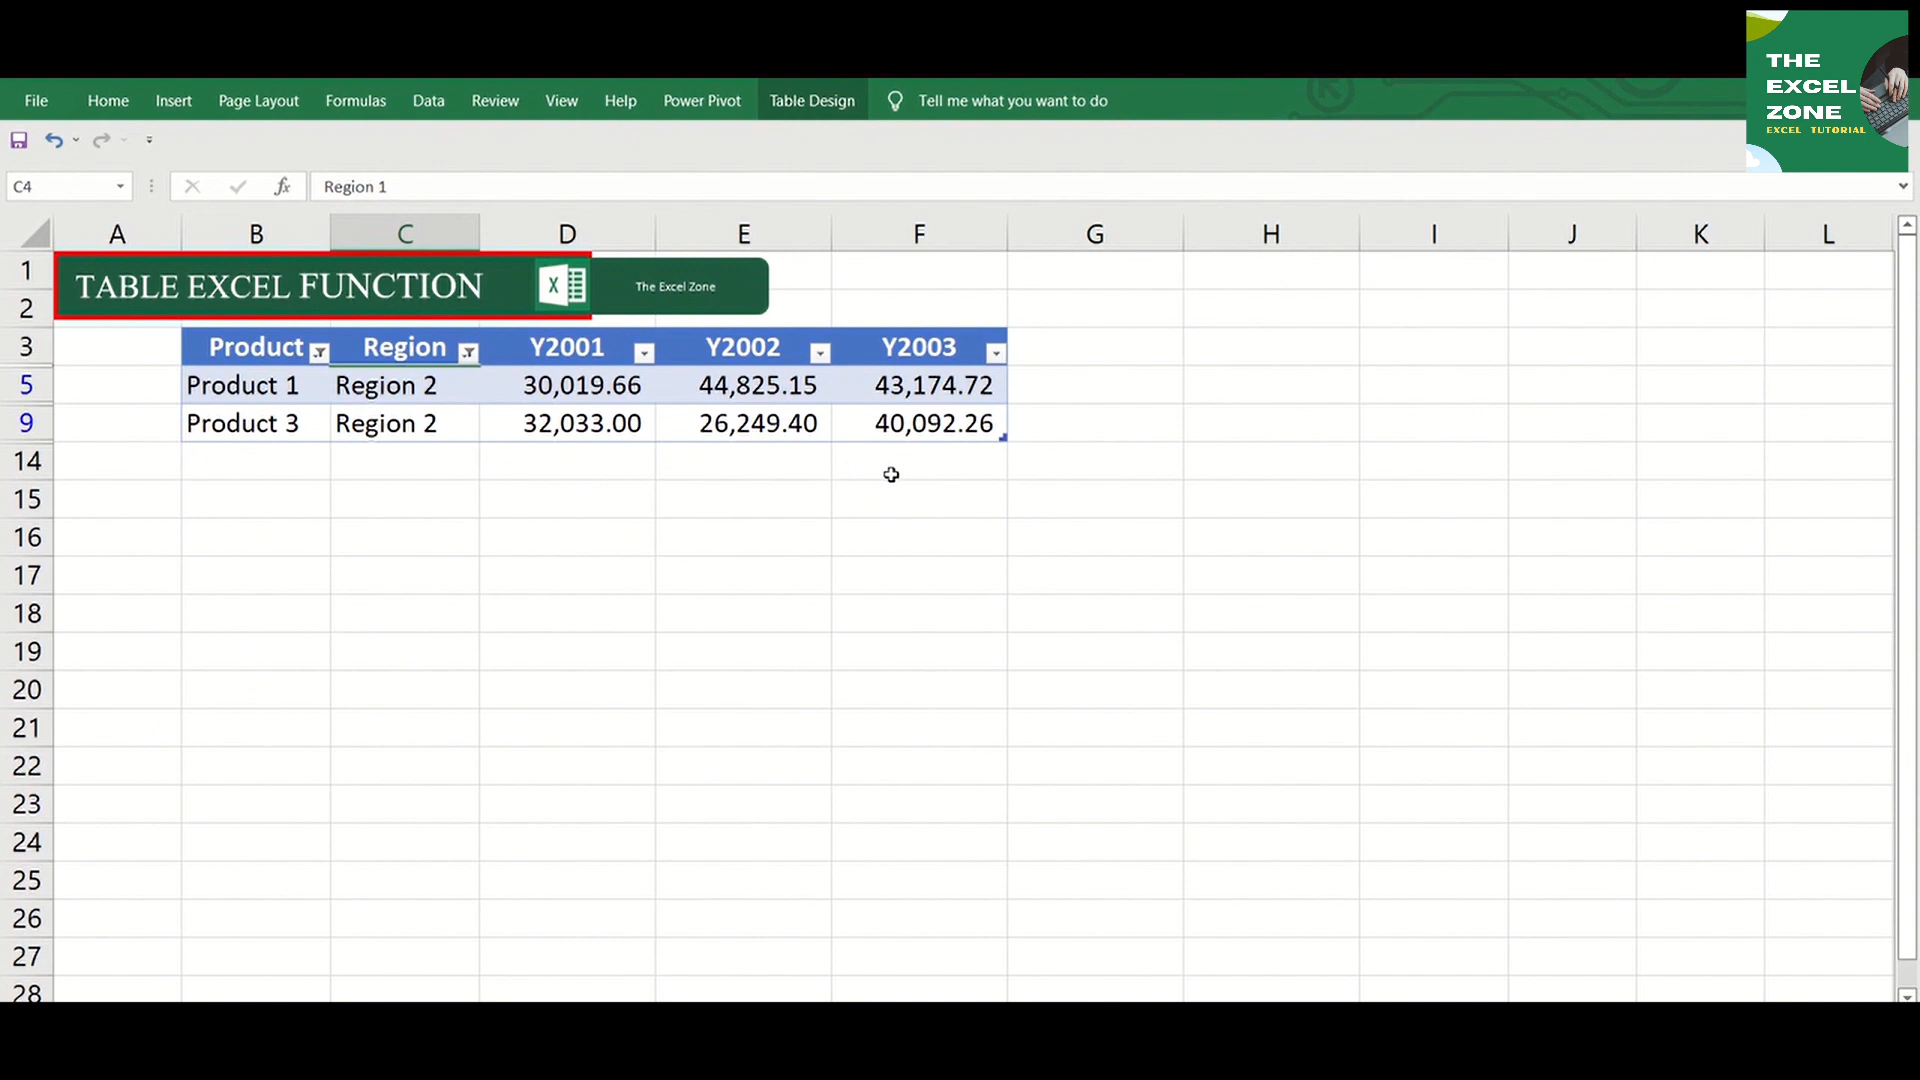 THE
EXCEL
ZONE
EXCEL TUTORIAL
File Home Insert Page Layout Formulas Data Review View Help Power Pivot Table Design Tell me what you want to do
C4 fx Region 1
A B C D E F G H I J K L
1
TABLE EXCEL FUNCTION X The Excel Zone
2
3 Product Region Y2001 Y2002 Y2003
5 Product 1 Region 2 30,019.66 44,825.15 43,174.72
9 Product 3 Region 2 32,033.00 26,249.40 40,092.26
14
15
16
17
18
19
20
21
22
23
24
25
26
27
28